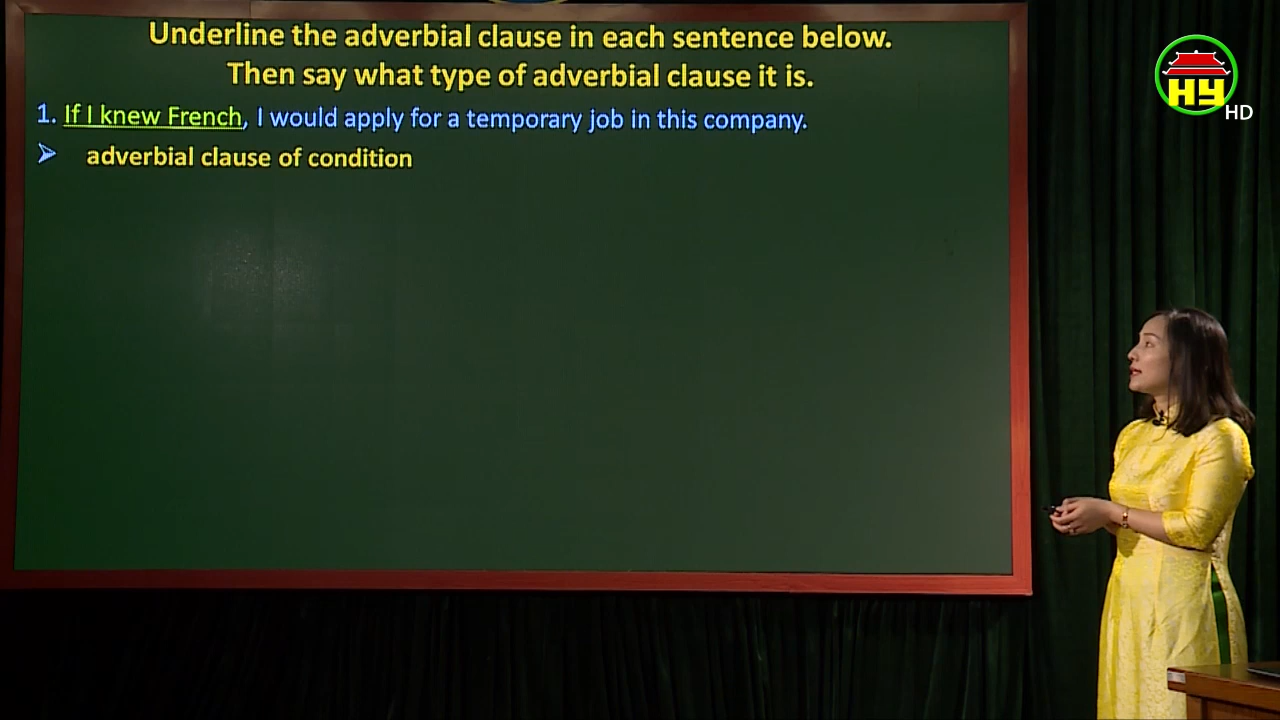 Underline the adverbial clause in each sentence below.
Then say what type of adverbial clause it is.
1. If I knew French, I would apply for a temporary job in this company.
➢ adverbial clause of condition
HY
HD